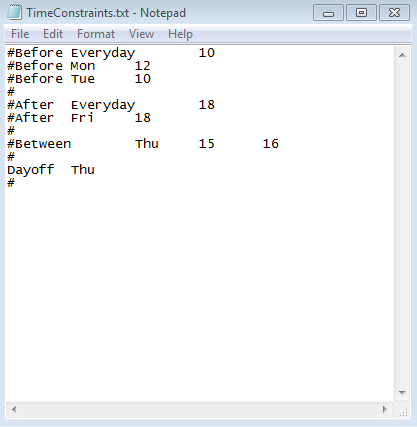 TimeConstraints.txt - Notepad
File Edit Format View Help
#Before Everyday 10
#Before Mon 12
#Before Tue 10
#
#After Everyday 18
#After Fri 18
#
#Between Thu 15 16
#
Dayoff Thu
#